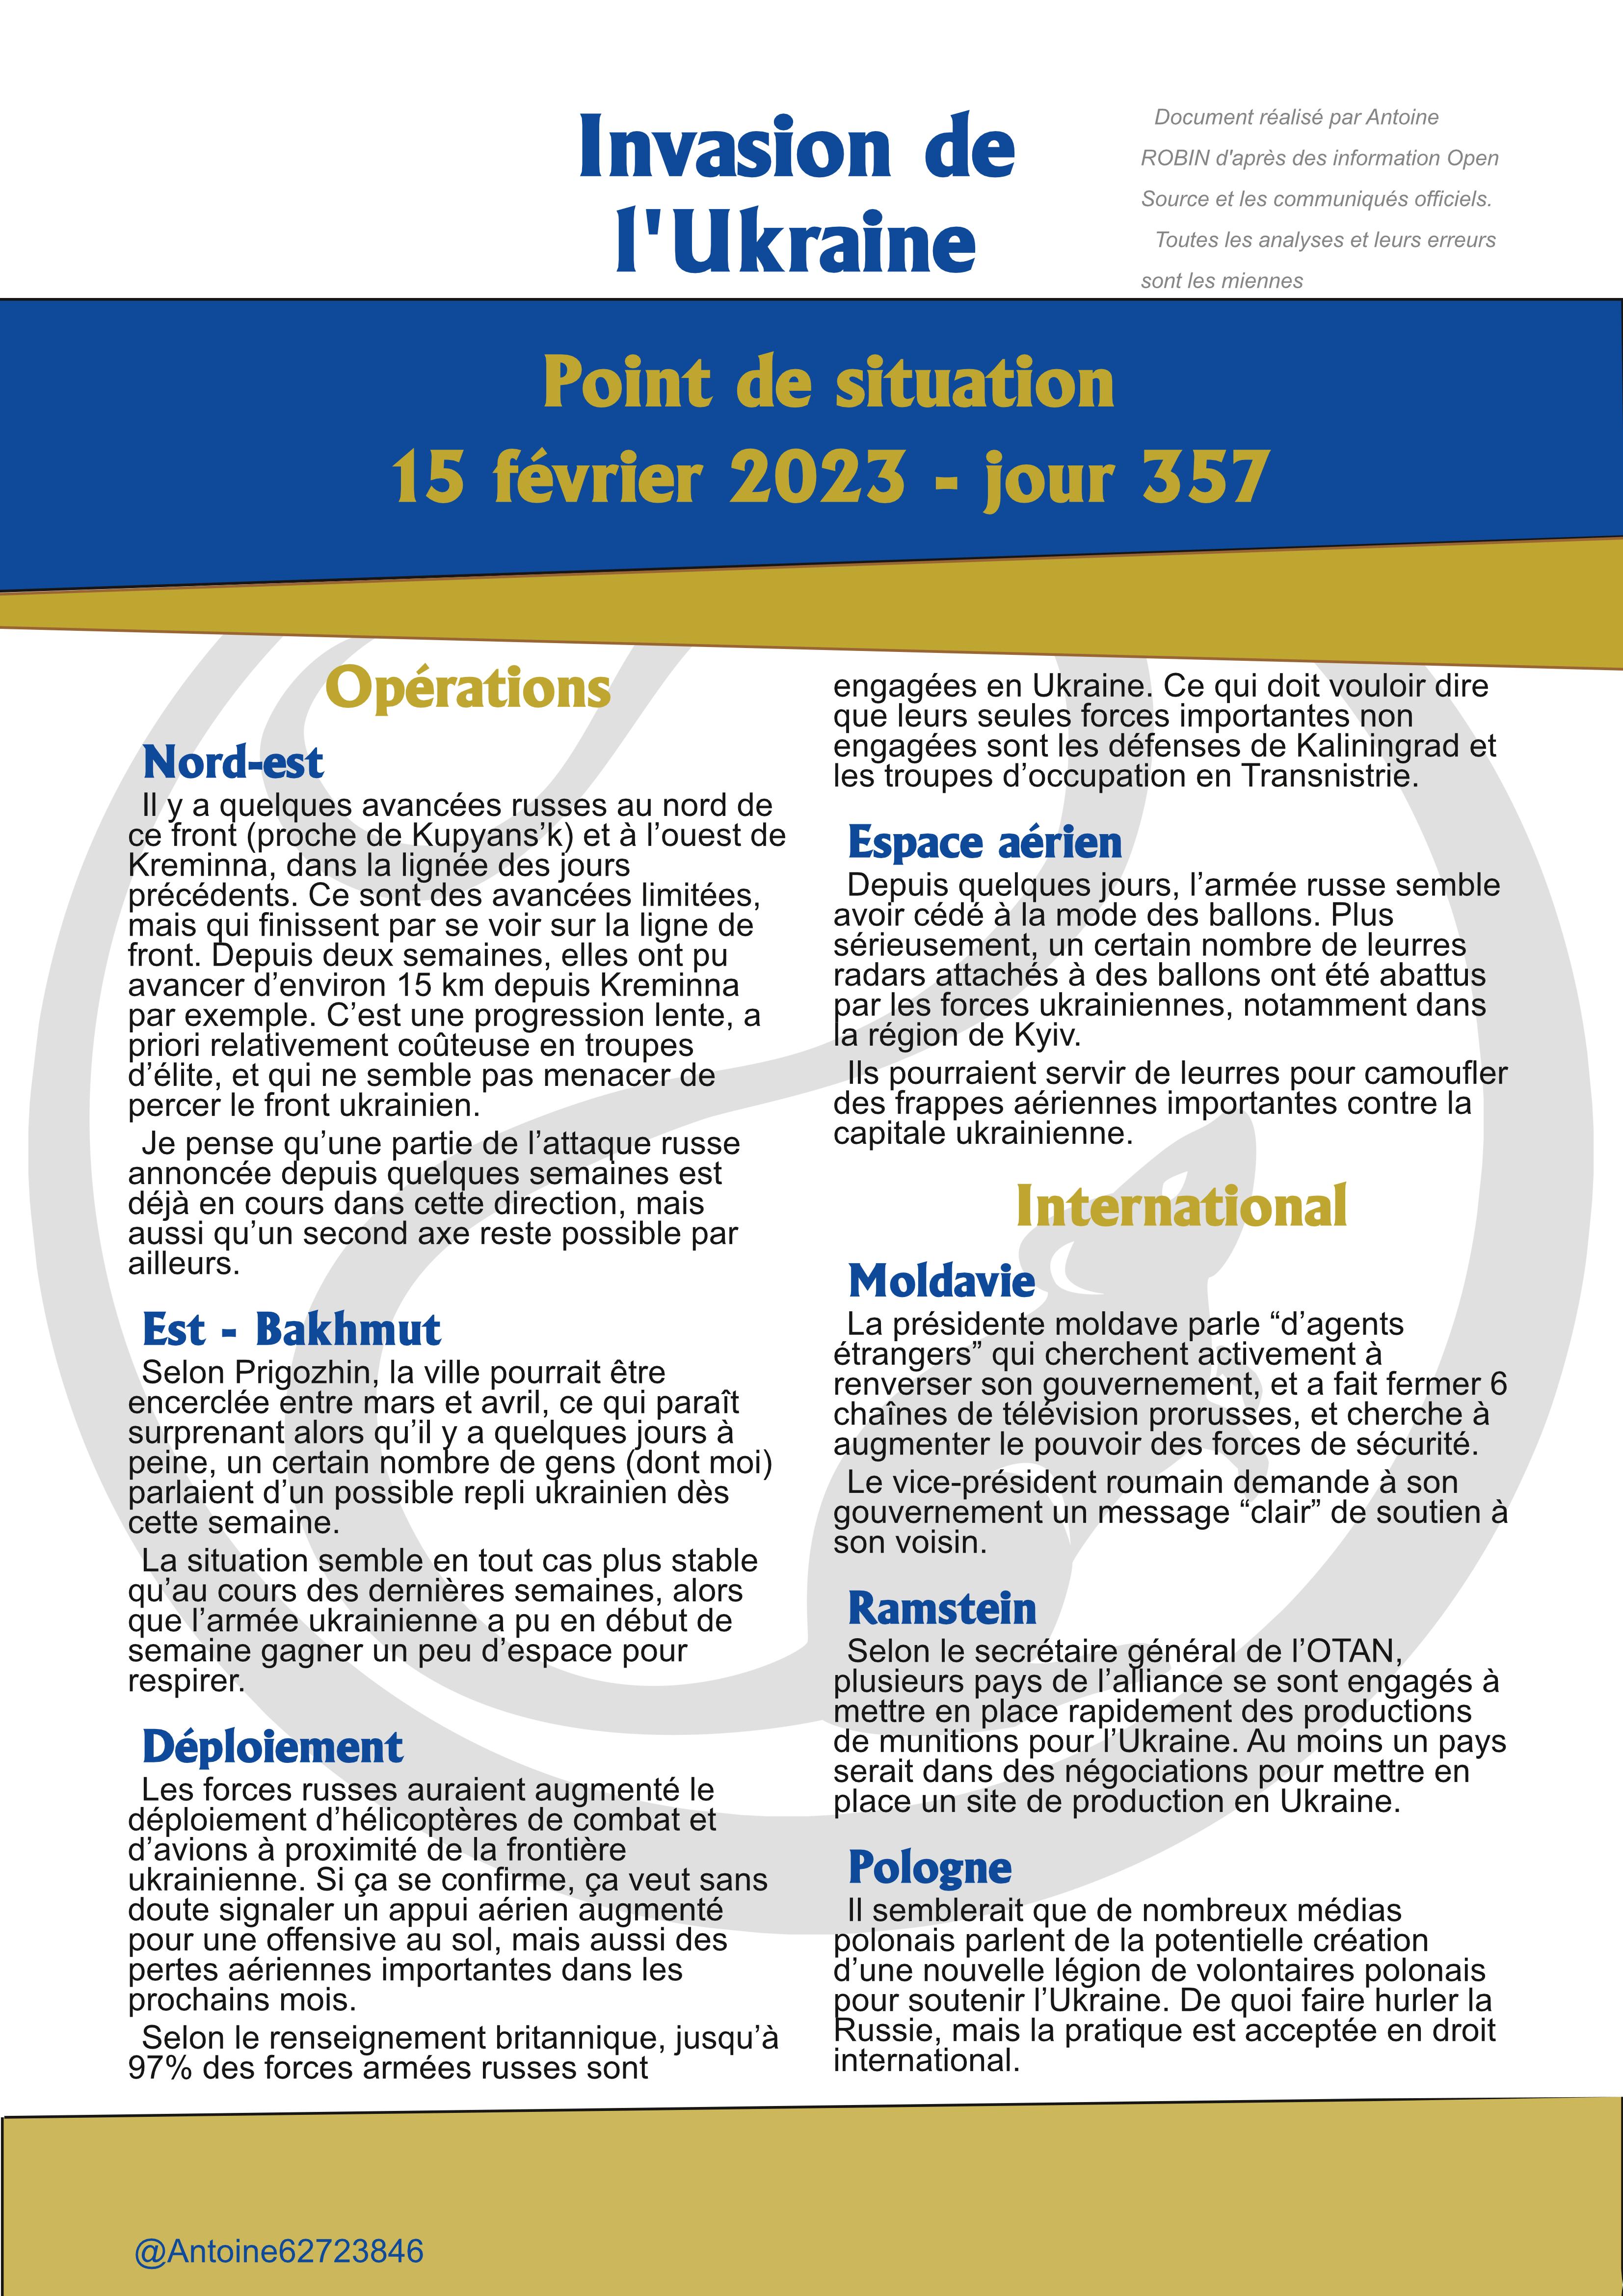 Invasion de
l'Ukraine
Document réalisé par Antoine
ROBIN d'après des information Open
Source et les communiqués officiels.
Toutes les analyses et leurs erreurs
sont les miennes
Point de situation
15 février 2023 - jour 357
Opérations
Nord-est
Il y a quelques avancées russes au nord de
ce front (proche de Kupyans’k) et à l’ouest de
Kreminna, dans la lignée des jours
précédents. Ce sont des avancées limitées,
mais qui finissent par se voir sur la ligne de
front. Depuis deux semaines, elles ont pu
avancer d’environ 15 km depuis Kreminna
par exemple. C’est une progression lente, a
priori relativement coûteuse en troupes
d’élite, et qui ne semble pas menacer de
percer le front ukrainien.
Je pense qu’une partie de l’attaque russe
annoncée depuis quelques semaines est
déjà en cours dans cette direction, mais
aussi qu’un second axe reste possible par
ailleurs.
Est - Bakhmut
Selon Prigozhin, la ville pourrait être
encerclée entre mars et avril, ce qui paraît
surprenant alors qu’il y a quelques jours à
peine, un certain nombre de gens (dont moi)
parlaient d’un possible repli ukrainien dès
cette semaine.
La situation semble en tout cas plus stable
qu’au cours des dernières semaines, alors
que l’armée ukrainienne a pu en début de
semaine gagner un peu d’espace pour
respirer.
Déploiement
Les forces russes auraient augmenté le
déploiement d’hélicoptères de combat et
d’avions à proximité de la frontière
ukrainienne. Si ça se confirme, ça veut sans
doute signaler un appui aérien augmenté
pour une offensive au sol, mais aussi des
pertes aériennes importantes dans les
prochains mois.
Selon le renseignement britannique, jusqu’à
97% des forces armées russes sont
engagées en Ukraine. Ce qui doit vouloir dire
que leurs seules forces importantes non
engagées sont les défenses de Kaliningrad et
les troupes d’occupation en Transnistrie.
Espace aérien
Depuis quelques jours, l’armée russe semble
avoir cédé à la mode des ballons. Plus
sérieusement, un certain nombre de leurres
radars attachés à des ballons ont été abattus
par les forces ukrainiennes, notamment dans
la région de Kyiv.
Ils pourraient servir de leurres pour camoufler
des frappes aériennes importantes contre la
capitale ukrainienne.
International
Moldavie
La présidente moldave parle “d’agents
étrangers” qui cherchent activement à
renverser son gouvernement, et a fait fermer 6
chaînes de télévision prorusses, et cherche à
augmenter le pouvoir des forces de sécurité.
Le vice-président roumain demande à son
gouvernement un message “clair” de soutien à
son voisin.
Ramstein
Selon le secrétaire général de l’OTAN,
plusieurs pays de l’alliance se sont engagés à
mettre en place rapidement des productions
de munitions pour l’Ukraine. Au moins un pays
serait dans des négociations pour mettre en
place un site de production en Ukraine.
Pologne
Il semblerait que de nombreux médias
polonais parlent de la potentielle création
d’une nouvelle légion de volontaires polonais
pour soutenir l’Ukraine. De quoi faire hurler la
Russie, mais la pratique est acceptée en droit
international.
@Antoine62723846